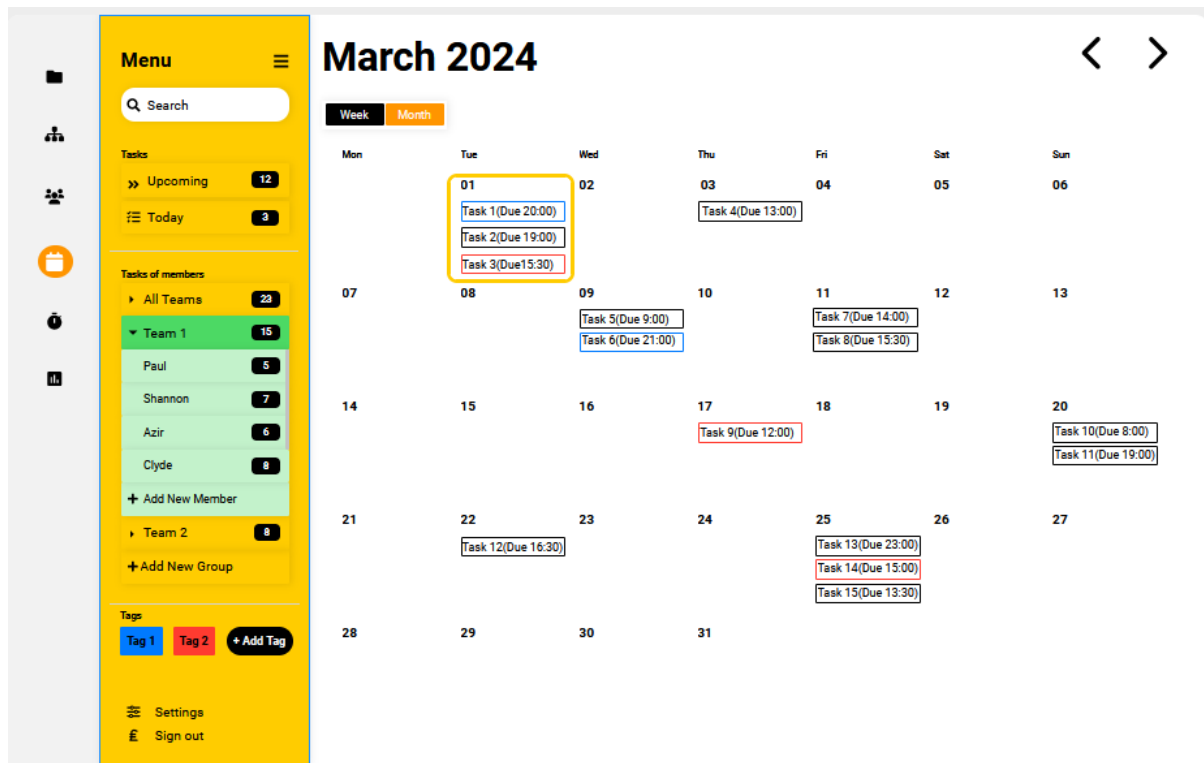 Menu
Search
Tasks
Upcoming 12
Today 3
Tasks of members
All Teams 23
Team 1 15
Paul 5
Shannon 7
Azir 6
Clyde 8
+ Add New Member
Team 2 8
+Add New Group
Tags
Tag 1 Tag 2 + Add Tag
Settings
£ Sign out
March 2024
Week Month
Mon Tue Wed Thu Fri Sat Sun
01 02 03 04 05 06
Task 1(Due 20:00) Task 4(Due 13:00)
Task 2(Due 19:00)
Task 3(Due15:30)
07 08 09 10 11 12 13
Task 5(Due 9:00) Task 7(Due 14:00)
Task 6(Due 21:00) Task 8(Due 15:30)
14 15 16 17 18 19 20
Task 9(Due 12:00) Task 10(Due 8:00)
Task 11(Due 19:00)
21 22 23 24 25 26 27
Task 12(Due 16:30) Task 13(Due 23:00)
Task 14(Due 15:00)
Task 15(Due 13:30)
28 29 30 31